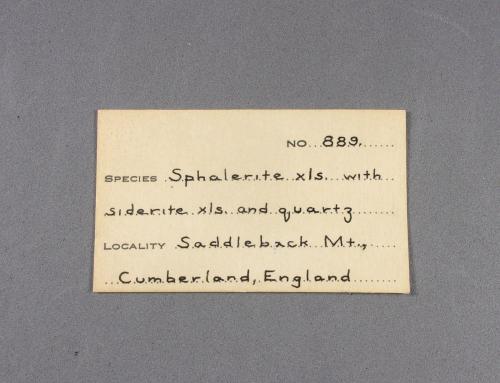 NO. 889.
SPECIES Sphalerite xls. with
siderite xls. and quartz
LOCALITY Saddleback Mt.,
Cumberland, England